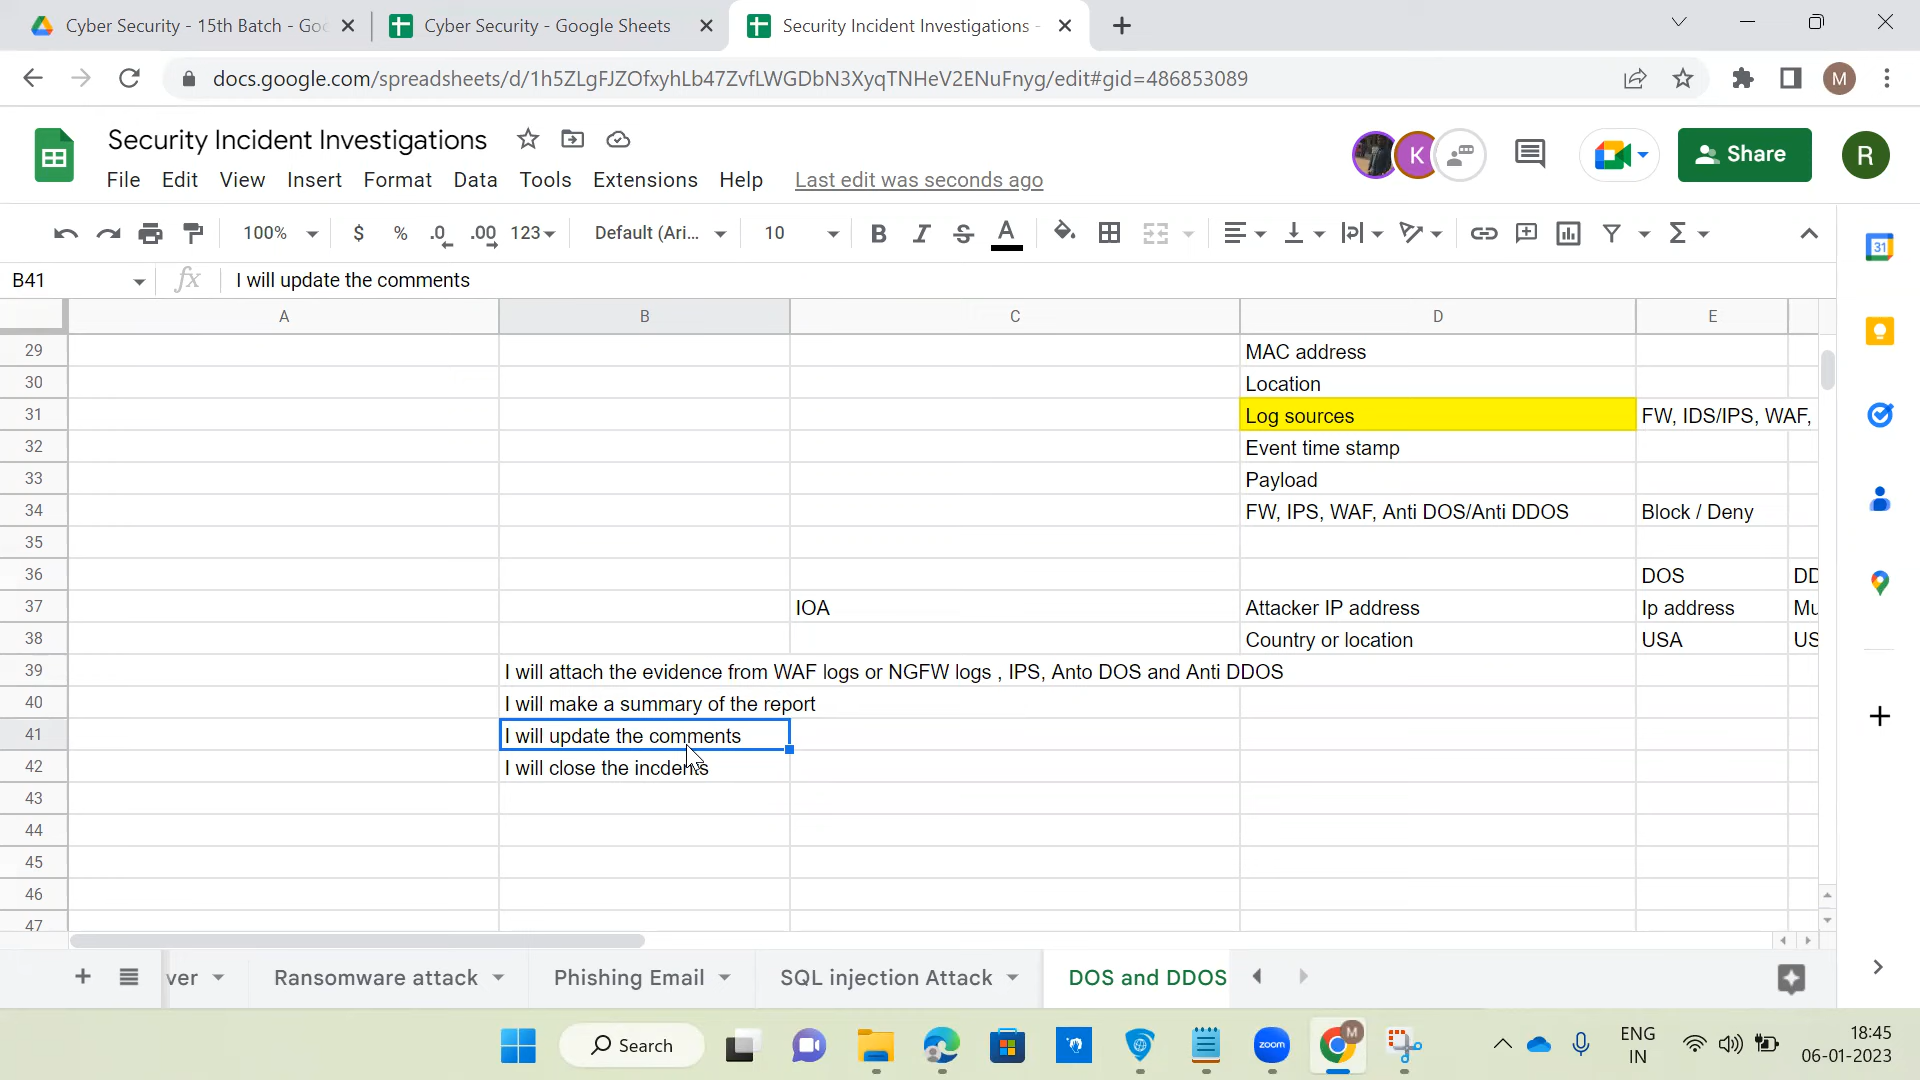 Cyber Security - 15th Batch - Goo
Cyber Security - Google Sheets
Security Incident Investigations -
docs.google.com/spreadsheets/d/1h5ZLgFJZOfxyhLb47ZvfLWGDbN3XyqTNHeV2ENuFnyg/edit#gid=486853089
M
Security Incident Investigations
K
Share
R
File Edit View Insert Format Data Tools Extensions Help Last edit was seconds ago
100% $ % .0 .00 123 Default (Ari... 10 B I S A Σ
31
B41 fx I will update the comments
A B C D E
29 MAC address
30 Location
31 Log sources FW, IDS/IPS, WAF,
32 Event time stamp
33 Payload
34 FW, IPS, WAF, Anti DOS/Anti DDOS Block / Deny
35
36 DOS DD
37 IOA Attacker IP address Ip address Mu
38 Country or location USA US
39 I will attach the evidence from WAF logs or NGFW logs , IPS, Anto DOS and Anti DDOS
40 I will make a summary of the report
41 I will update the comments
42 I will close the incdents
43
44
45
46
47
ver Ransomware attack Phishing Email SQL injection Attack DOS and DDOS
Search
zoom
M
ENG
IN
18:45
06-01-2023